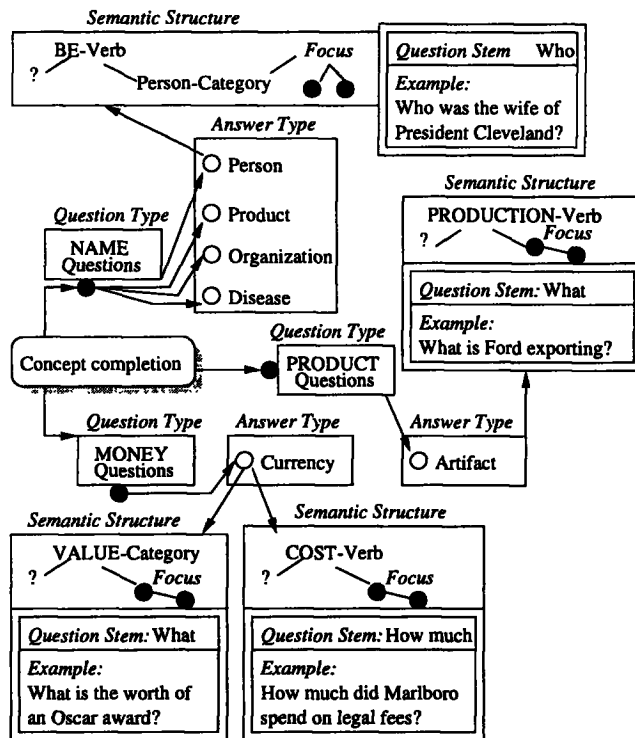 Semantic Structure
BE-Verb
Focus
?
Person-Category
Question Stem Who
Example:
Who was the wife of
President Cleveland?
Answer Type
Person
Product
Organization
Disease
Question Type
NAME
Questions
Semantic Structure
PRODUCTION-Verb
?
Focus
Question Stem: What
Example:
What is Ford exporting?
Concept completion
Question Type
PRODUCT
Questions
Question Type
MONEY
Questions
Answer Type
Currency
Answer Type
Artifact
Semantic Structure
VALUE-Category
?
Focus
Question Stem: What
Example:
What is the worth of
an Oscar award?
Semantic Structure
COST-Verb
?
Focus
Question Stem: How much
Example:
How much did Marlboro
spend on legal fees?